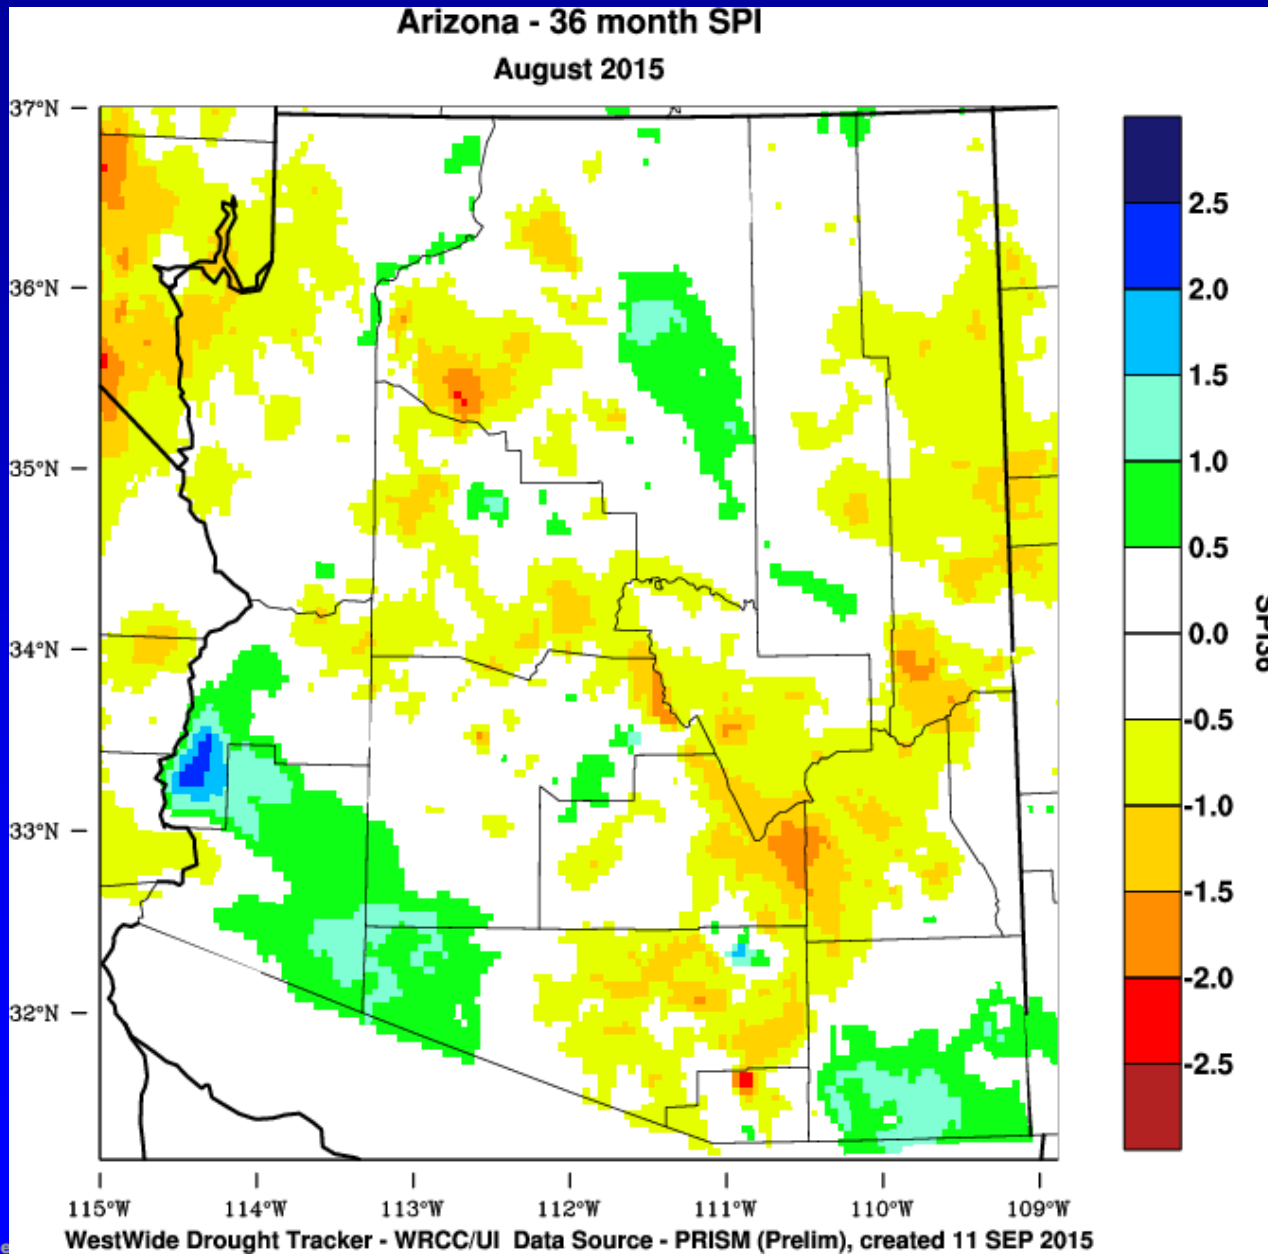 Arizona - 36 month SPI
August 2015
37°N
36°N
35°N
34°N
33°N
32°N
115°W 114°W 113°W 112°W 111°W 110°W 109°W
2.5
2.0
1.5
1.0
0.5
0.0
-0.5
-1.0
-1.5
-2.0
-2.5
WestWide Drought Tracker - WRCC/UI Data Source - PRISM (Prelim), created 11 SEP 2015